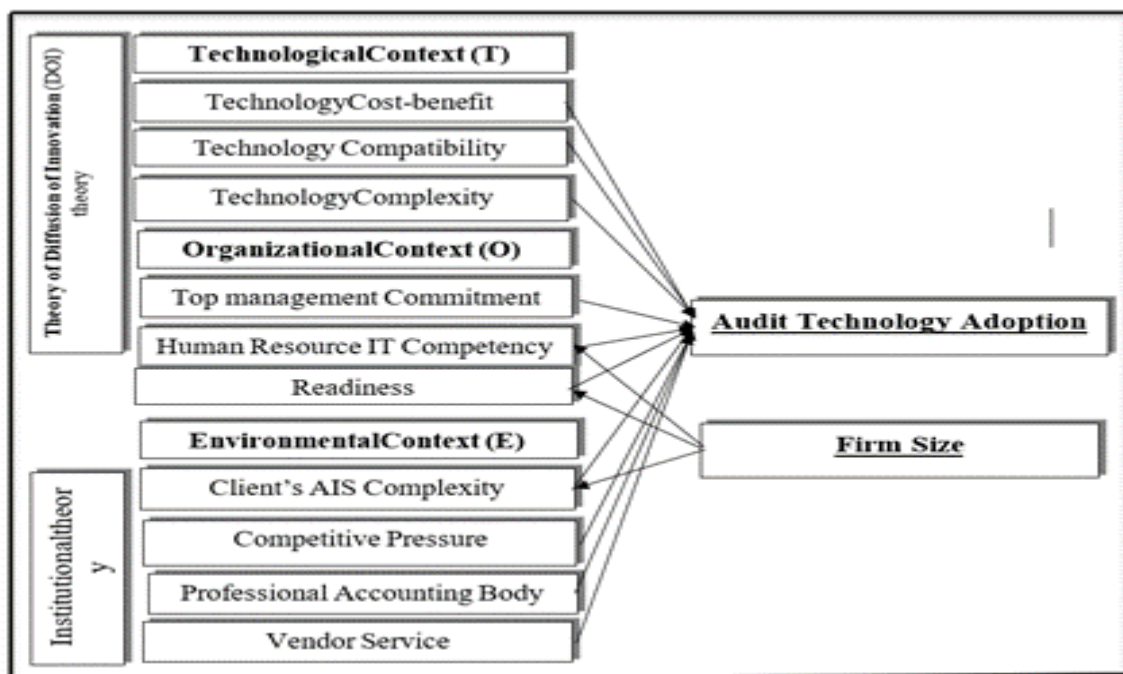 Theory of Diffusion of Innovation (DOI)
theory
TechnologicalContext (T)
TechnologyCost-benefit
Technology Compatibility
TechnologyComplexity
OrganizationalContext (O)
Top management Commitment
Human Resource IT Competency
Readiness
Institutionaltheor
y
EnvironmentalContext (E)
Client's AIS Complexity
Competitive Pressure
Professional Accounting Body
Vendor Service
Audit Technology Adoption
Firm Size